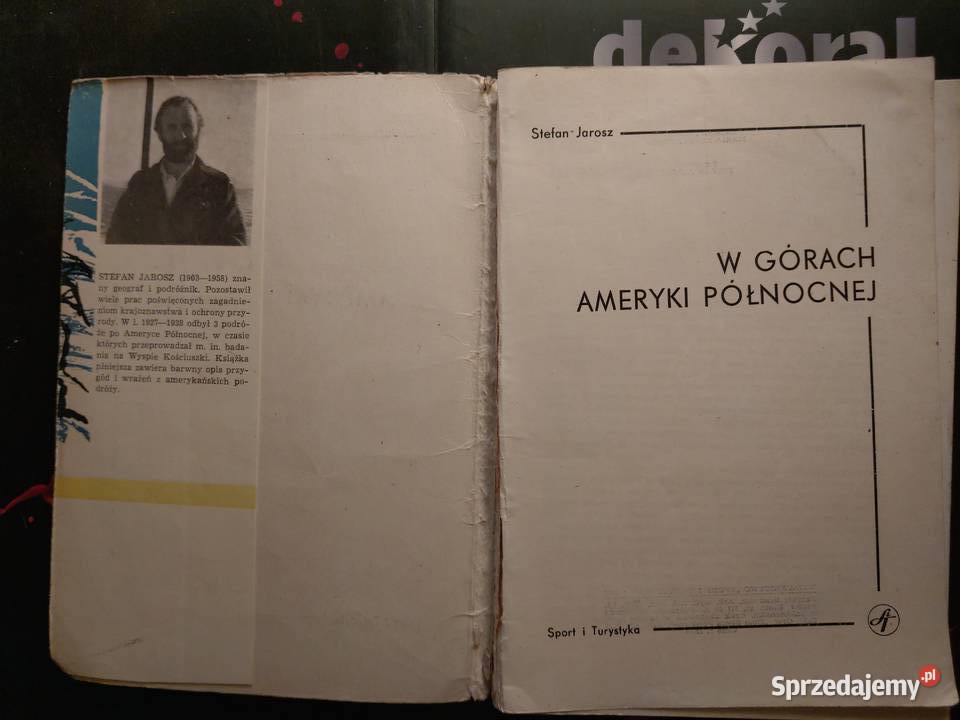 dekoral
STEFAN JAROSZ (1903—1958) zna-
ny geograf i podróżnik. Pozostawił
wiele prac poświęconych zagadnie-
niom krajoznawstwa i ochrony przy-
rody. W l. 1927—1938 odbył 3 podró-
że po Ameryce Północnej, w czasie
których przeprowadzał m. in. bada-
nia na Wyspie Kościuszki. Książka
niniejsza zawiera barwny opis przy-
gód i wrażeń z amerykańskich po-
dróży.
Stefan Jarosz
W GÓRACH
AMERYKI PÓŁNOCNEJ
Sport i Turystyka
Sprzedajemy.pl